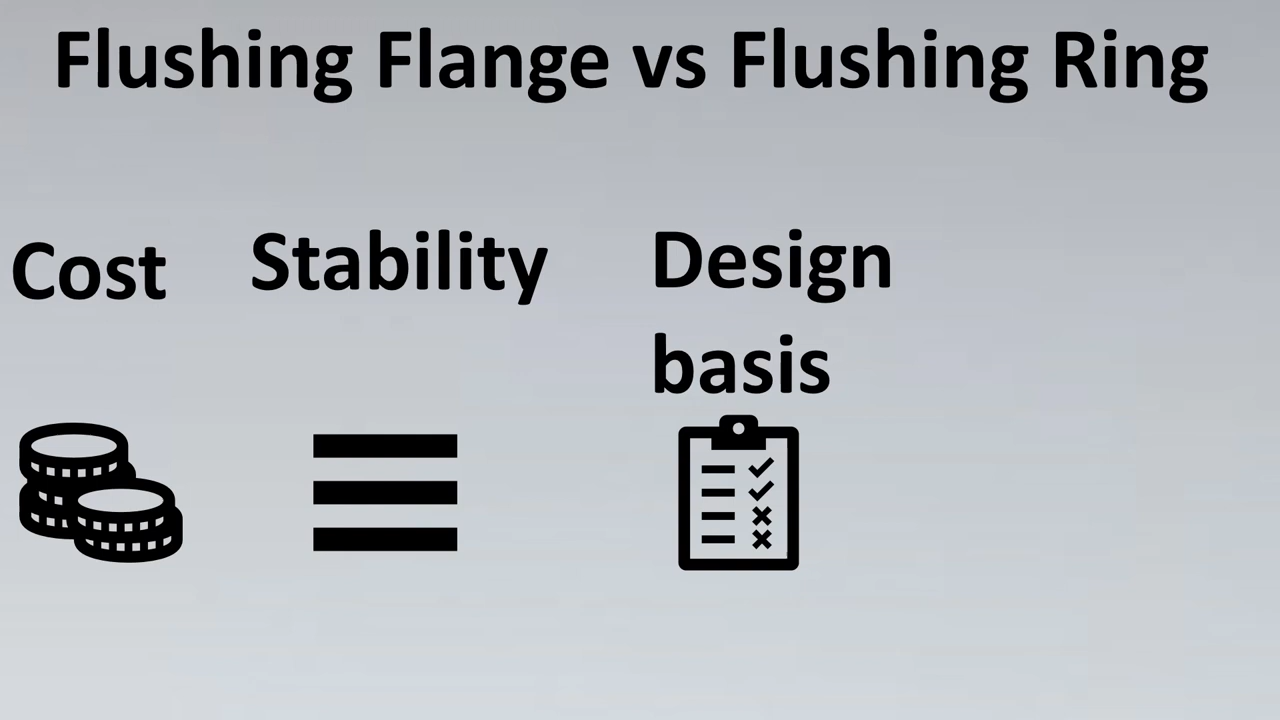 Flushing Flange vs Flushing Ring
Cost
Stability
Design
basis